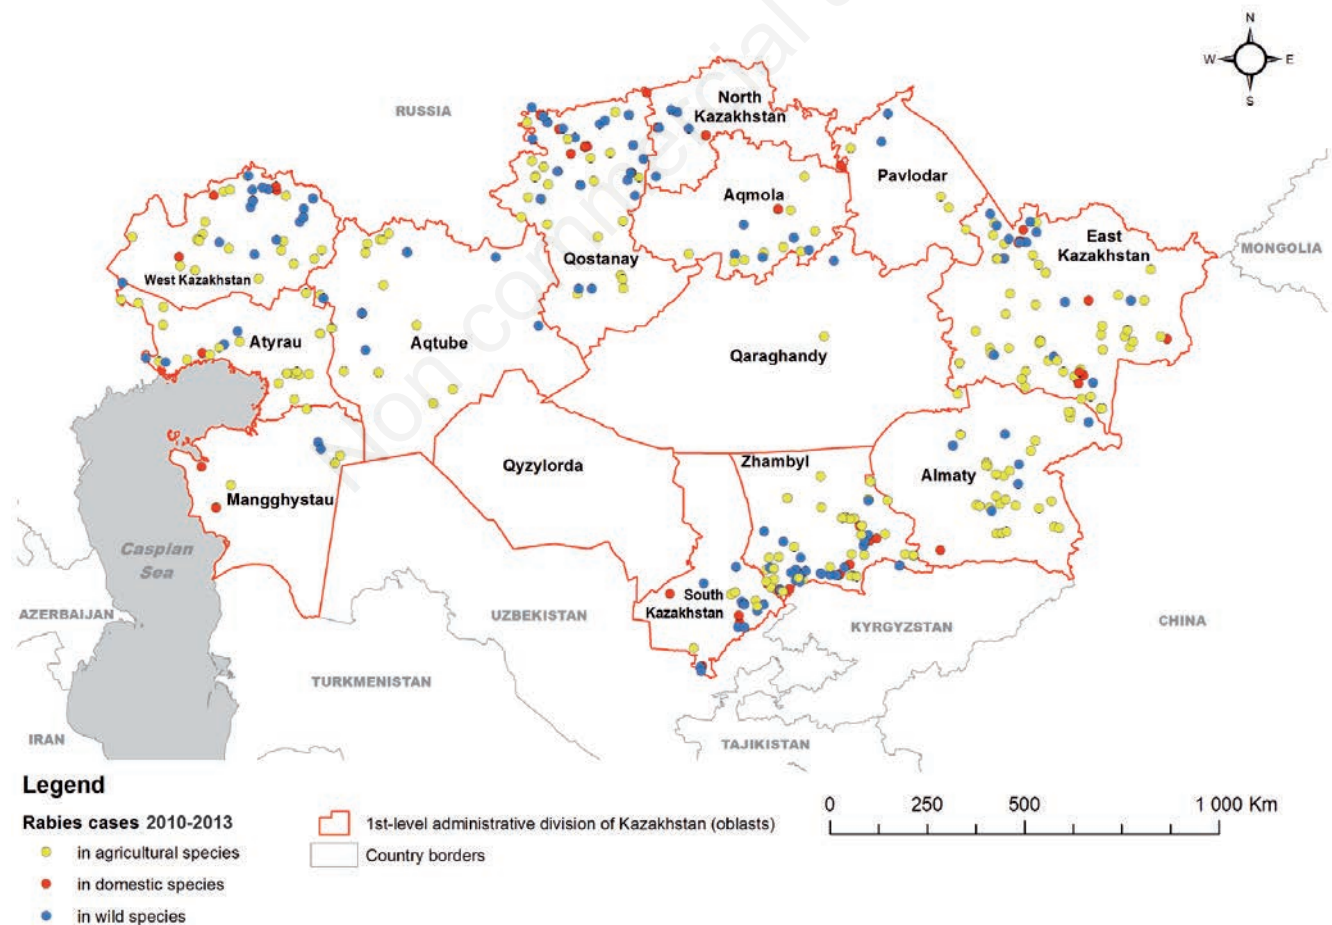 Non commercial u
N
W
E
S
RUSSIA
North
Kazakhstan
Pavlodar
Aqmola
East
Kazakhstan
MONGOLIA
Qostanay
West Kazakhstan
Atyrau
Aqtube
Qaraghandy
Qyzylorda
Zhambyl
Almaty
Mangghystau
Caspian
Sea
South
Kazakhstan
AZERBAIJAN
UZBEKISTAN
KYRGYZSTAN
CHINA
TURKMENISTAN
IRAN
TAJIKISTAN
Legend
Rabies cases 2010-2013
in agricultural species
in domestic species
in wild species
1st-level administrative division of Kazakhstan (oblasts)
Country borders
0 250 500 1 000 Km